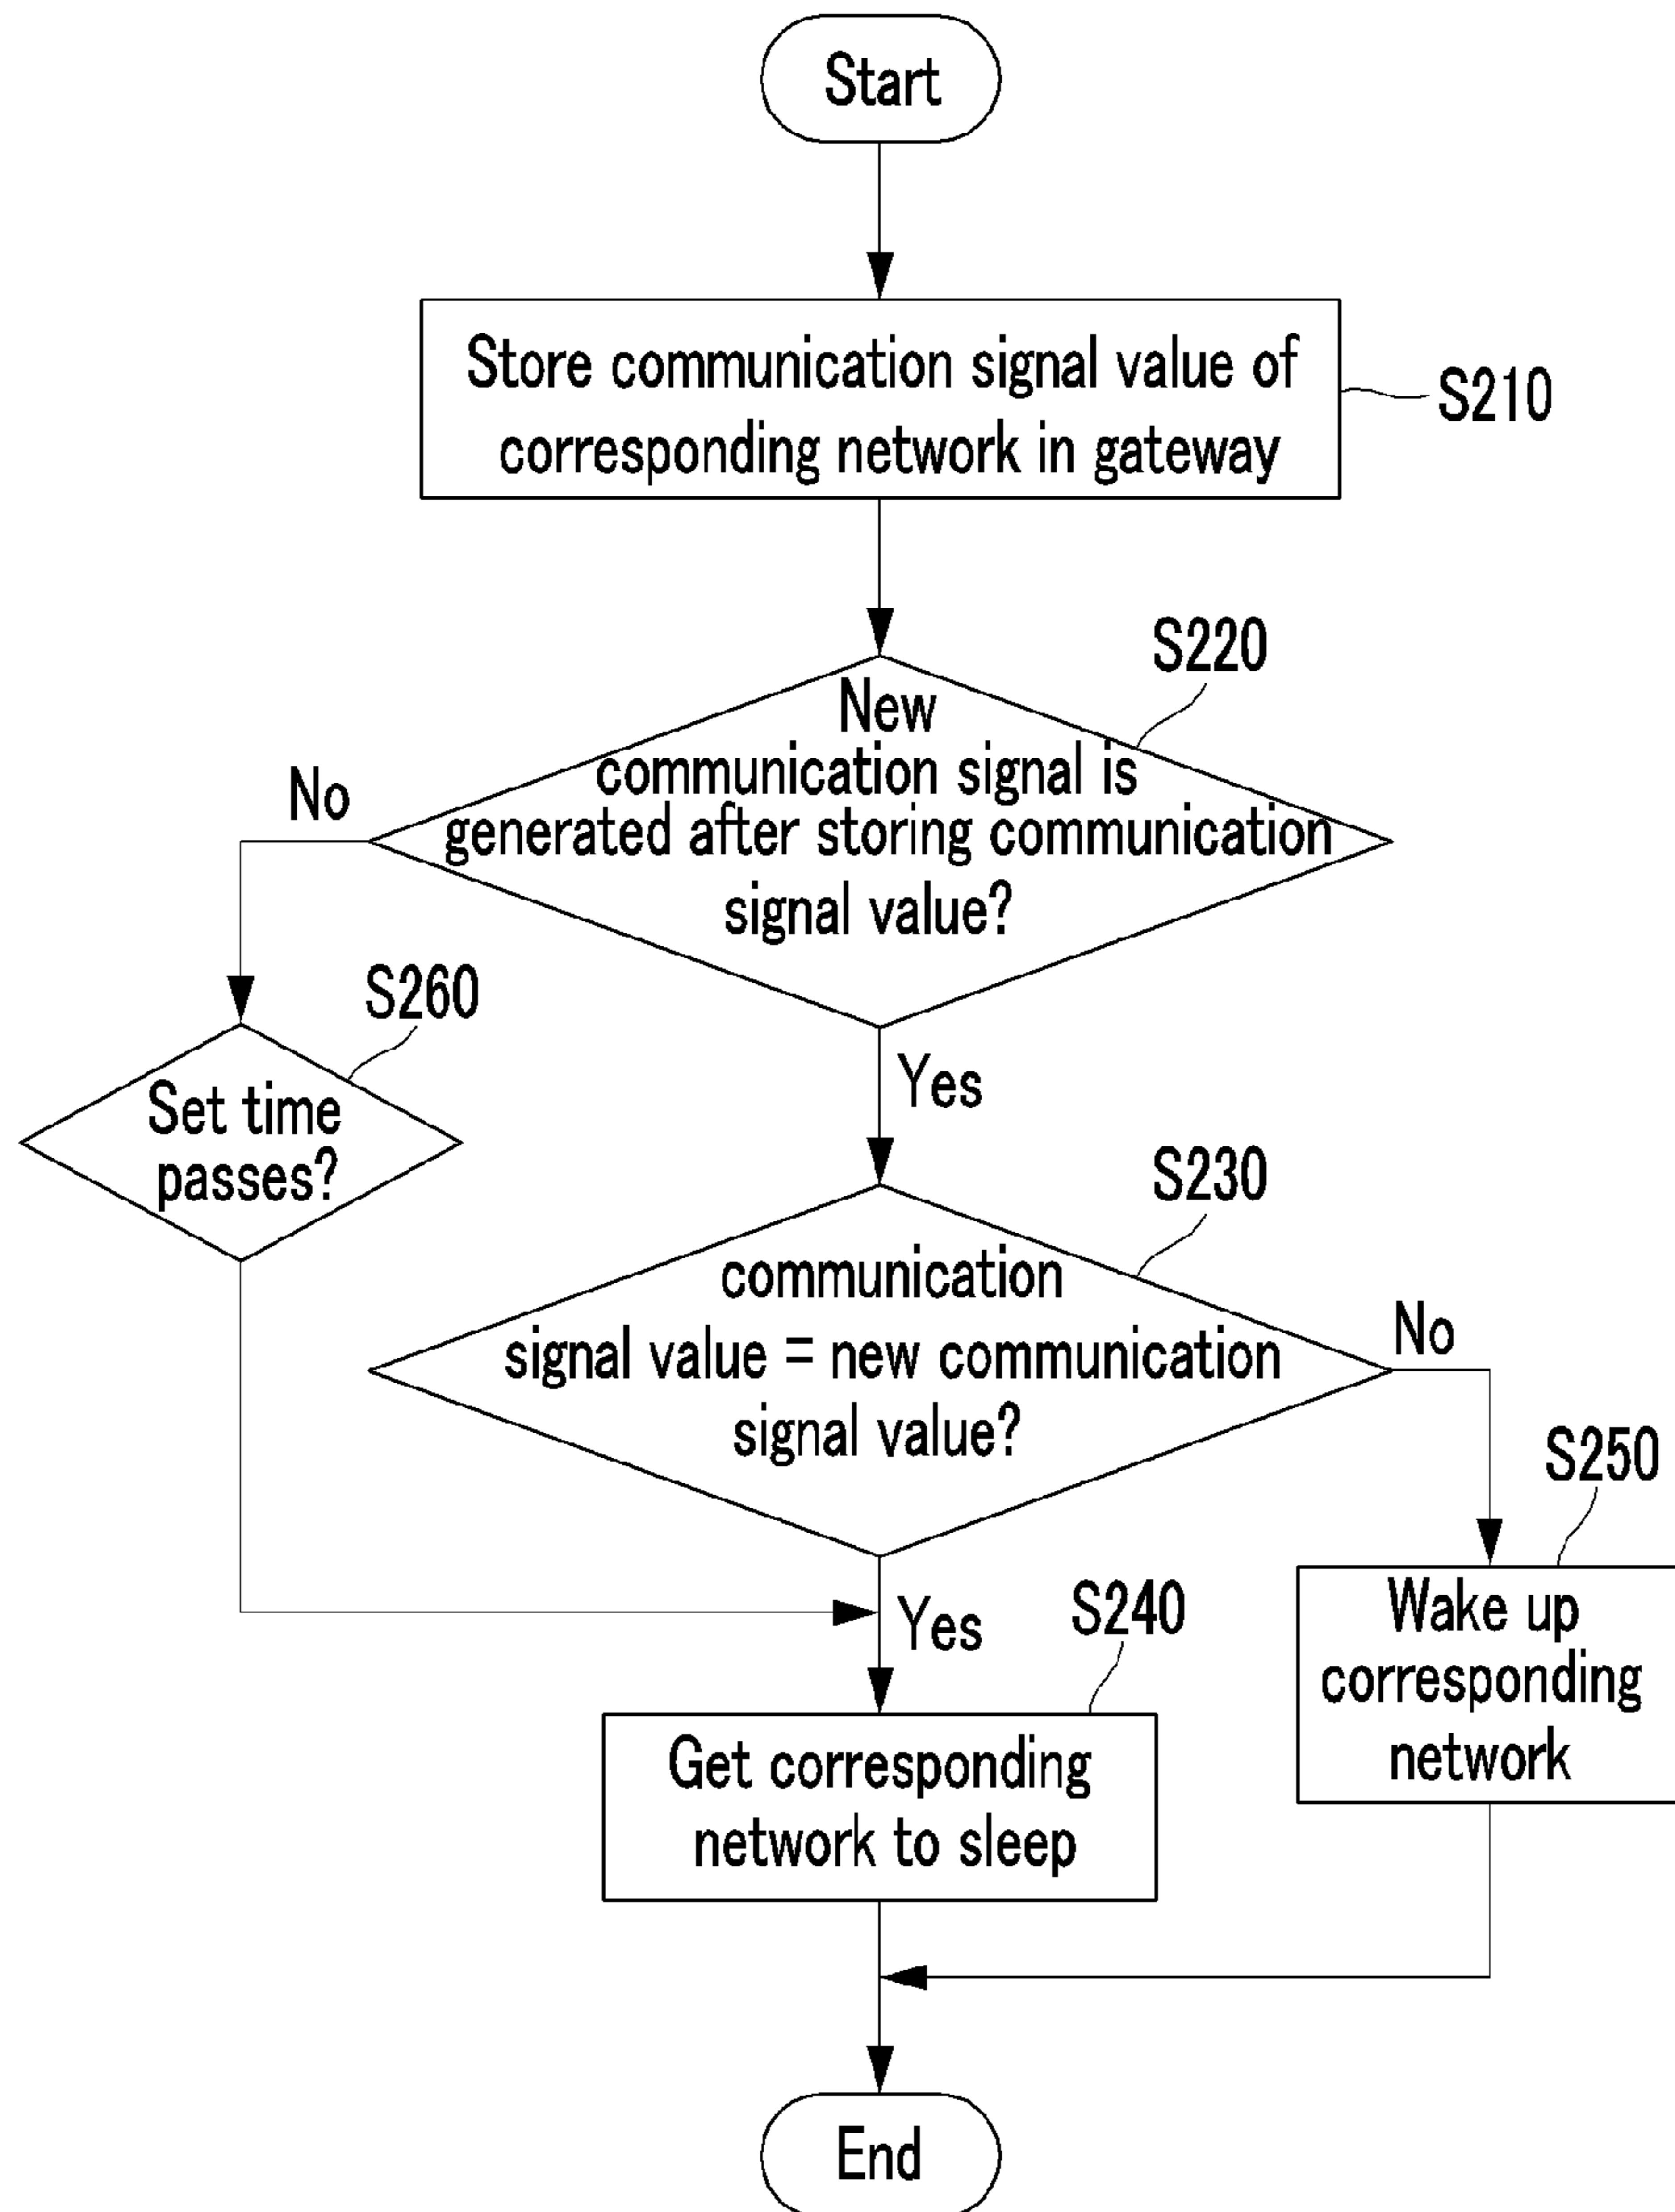 Start
Store communication signal value of
corresponding network in gateway
S210
S220
New
communication signal is
generated after storing communication
signal value?
No
S260
Set time
passes?
Yes
S230
communication
signal value = new communication
signal value?
No
S250
Wake up
corresponding
network
Yes
S240
Get corresponding
network to sleep
End